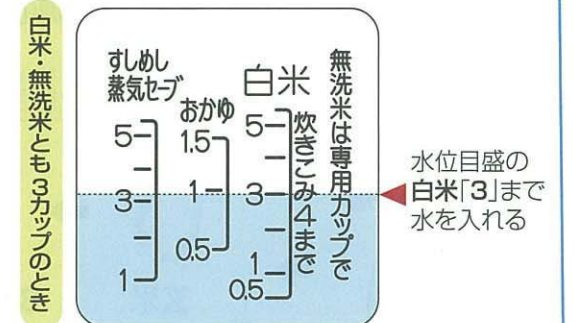 白米・無洗米とも3カップのとき
無洗米は専用カップで
白米
炊きこみ4まで
5
3
1
0.5
おかゆ
1.5
1
0.5
すしめし
蒸気セーブ
5
3
1
水位目盛の
白米「3」まで
水を入れる